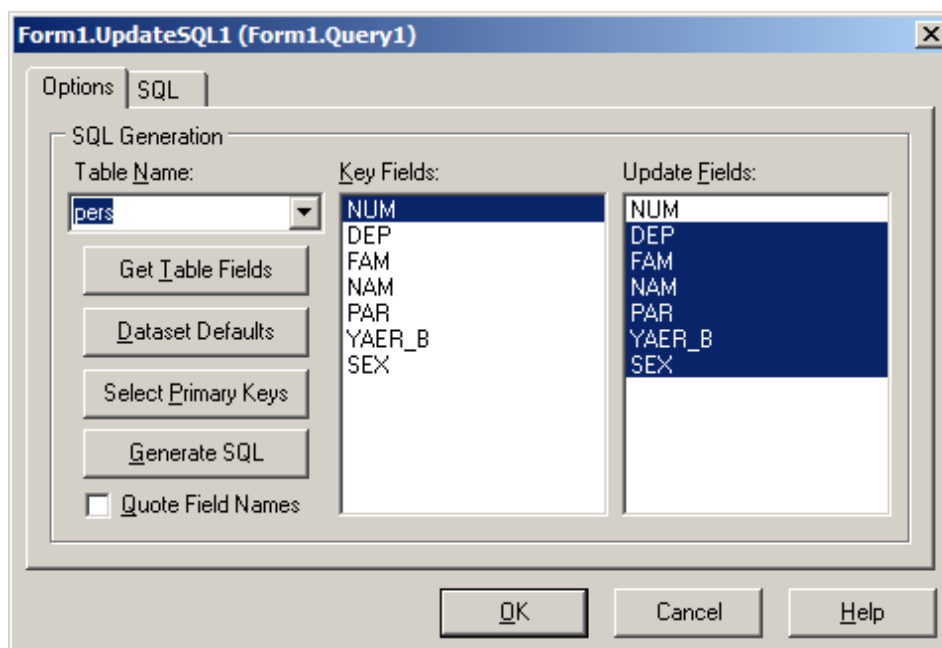 Form1.UpdateSQL1 (Form1.Query1)
Options
SQL
SQL Generation
Table Name:
pers
Get Table Fields
Dataset Defaults
Select Primary Keys
Generate SQL
Quote Field Names
Key Fields:
NUM
DEP
FAM
NAM
PAR
YAER_B
SEX
Update Fields:
NUM
DEP
FAM
NAM
PAR
YAER_B
SEX
OK
Cancel
Help